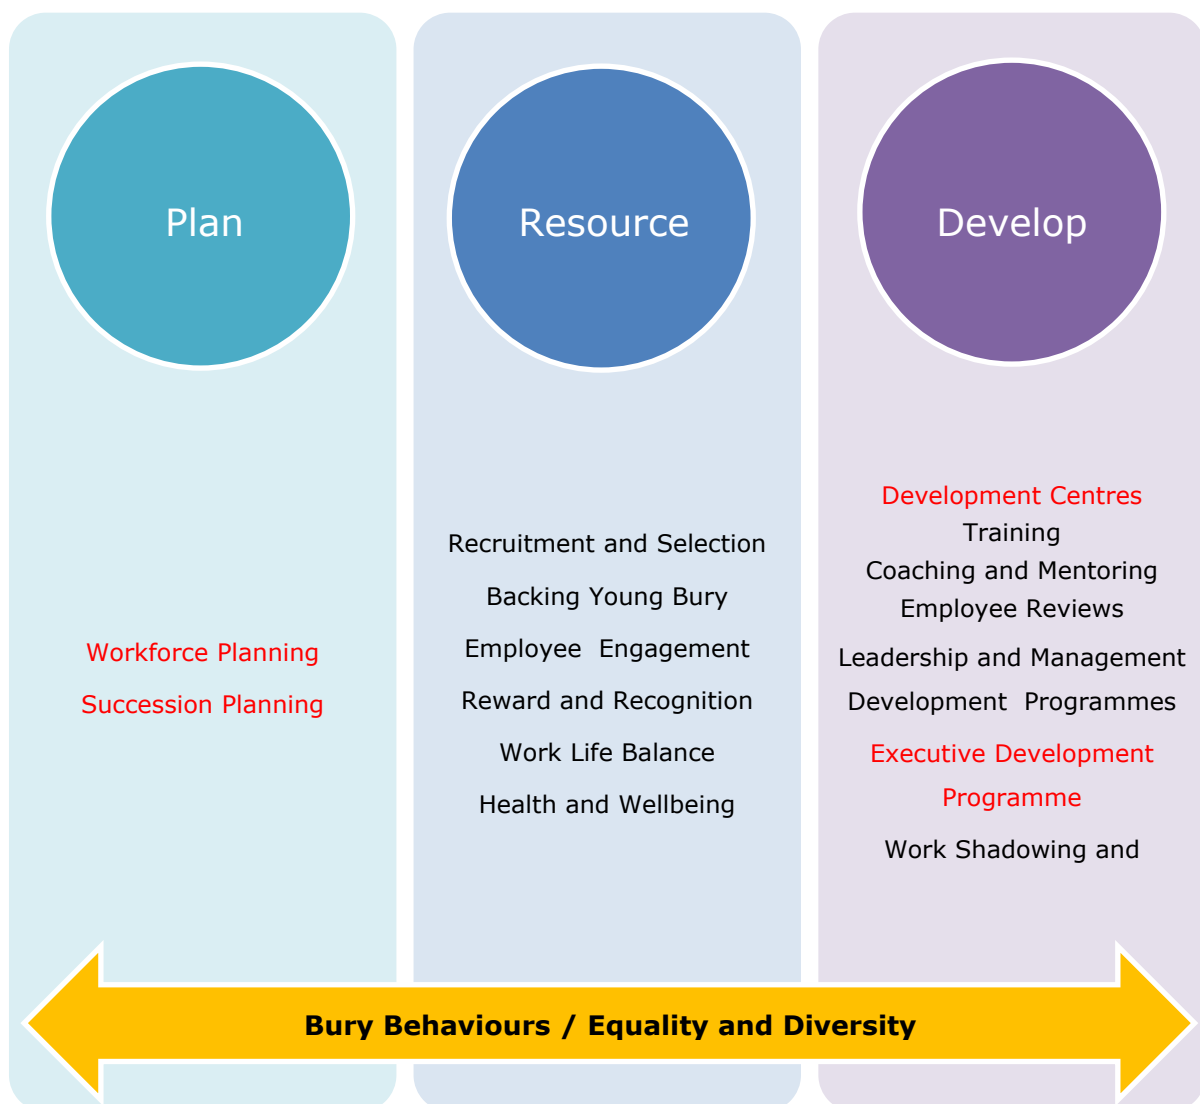 Plan
Resource
Develop
Workforce Planning
Succession Planning
Recruitment and Selection
Backing Young Bury
Employee  Engagement
Reward and Recognition
Work Life Balance
Health and Wellbeing
Development Centres
Training
Coaching and Mentoring
Employee Reviews
Leadership and Management
Development  Programmes
Executive Development
Programme
Work Shadowing and
Bury Behaviours / Equality and Diversity